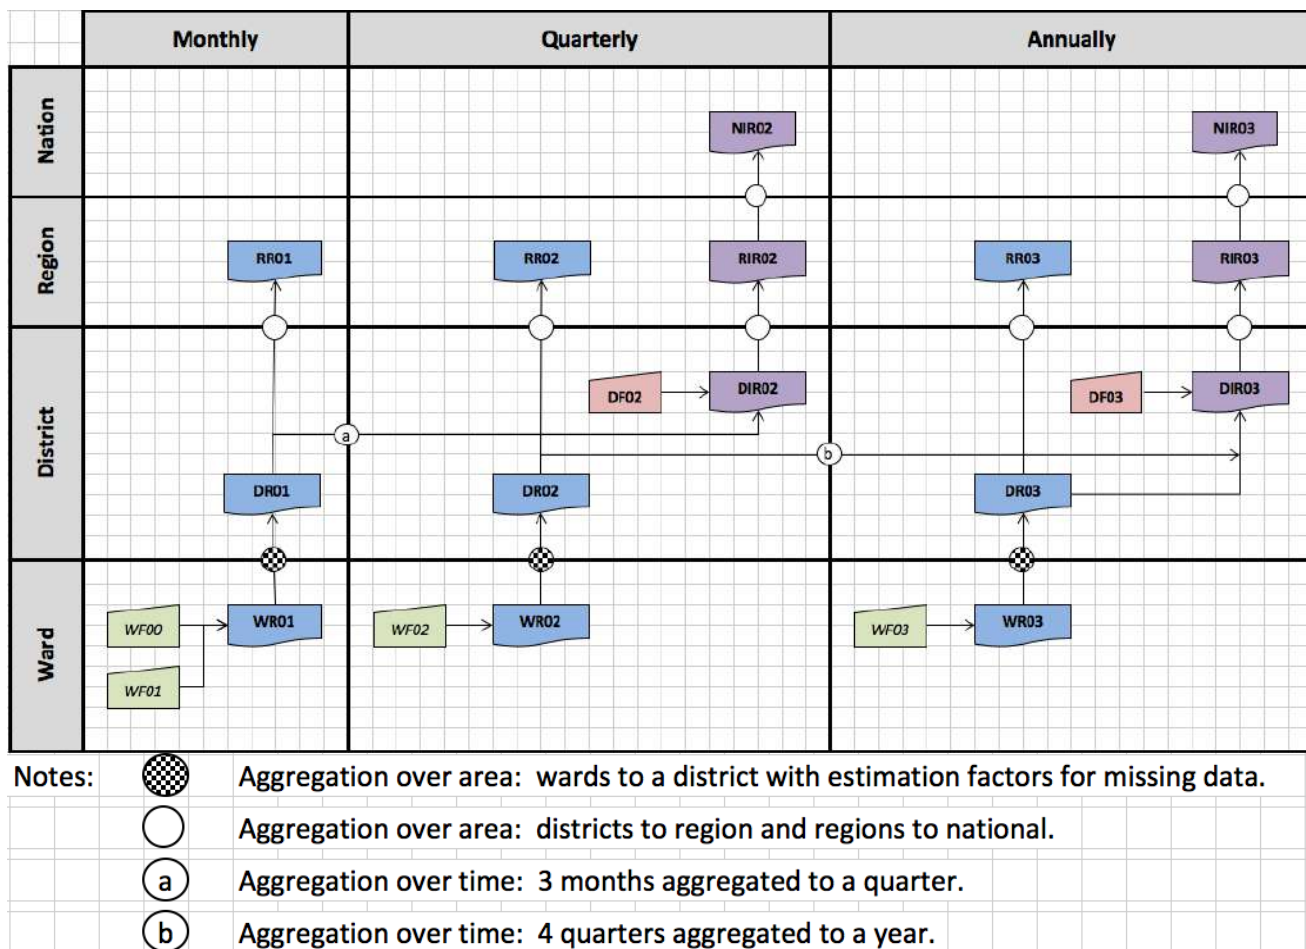 Monthly Quarterly Annually
Nation
NIR02 NIR03
Region
RR01 RR02 RIR02 RR03 RIR03
District
DF02 DIR02 DF03 DIR03
a
b
DR01 DR02 DR03
Ward
WF00 WR01 WF02 WR02 WF03 WR03
WF01
Notes: Aggregation over area: wards to a district with estimation factors for missing data.
Aggregation over area: districts to region and regions to national.
a Aggregation over time: 3 months aggregated to a quarter.
b Aggregation over time: 4 quarters aggregated to a year.